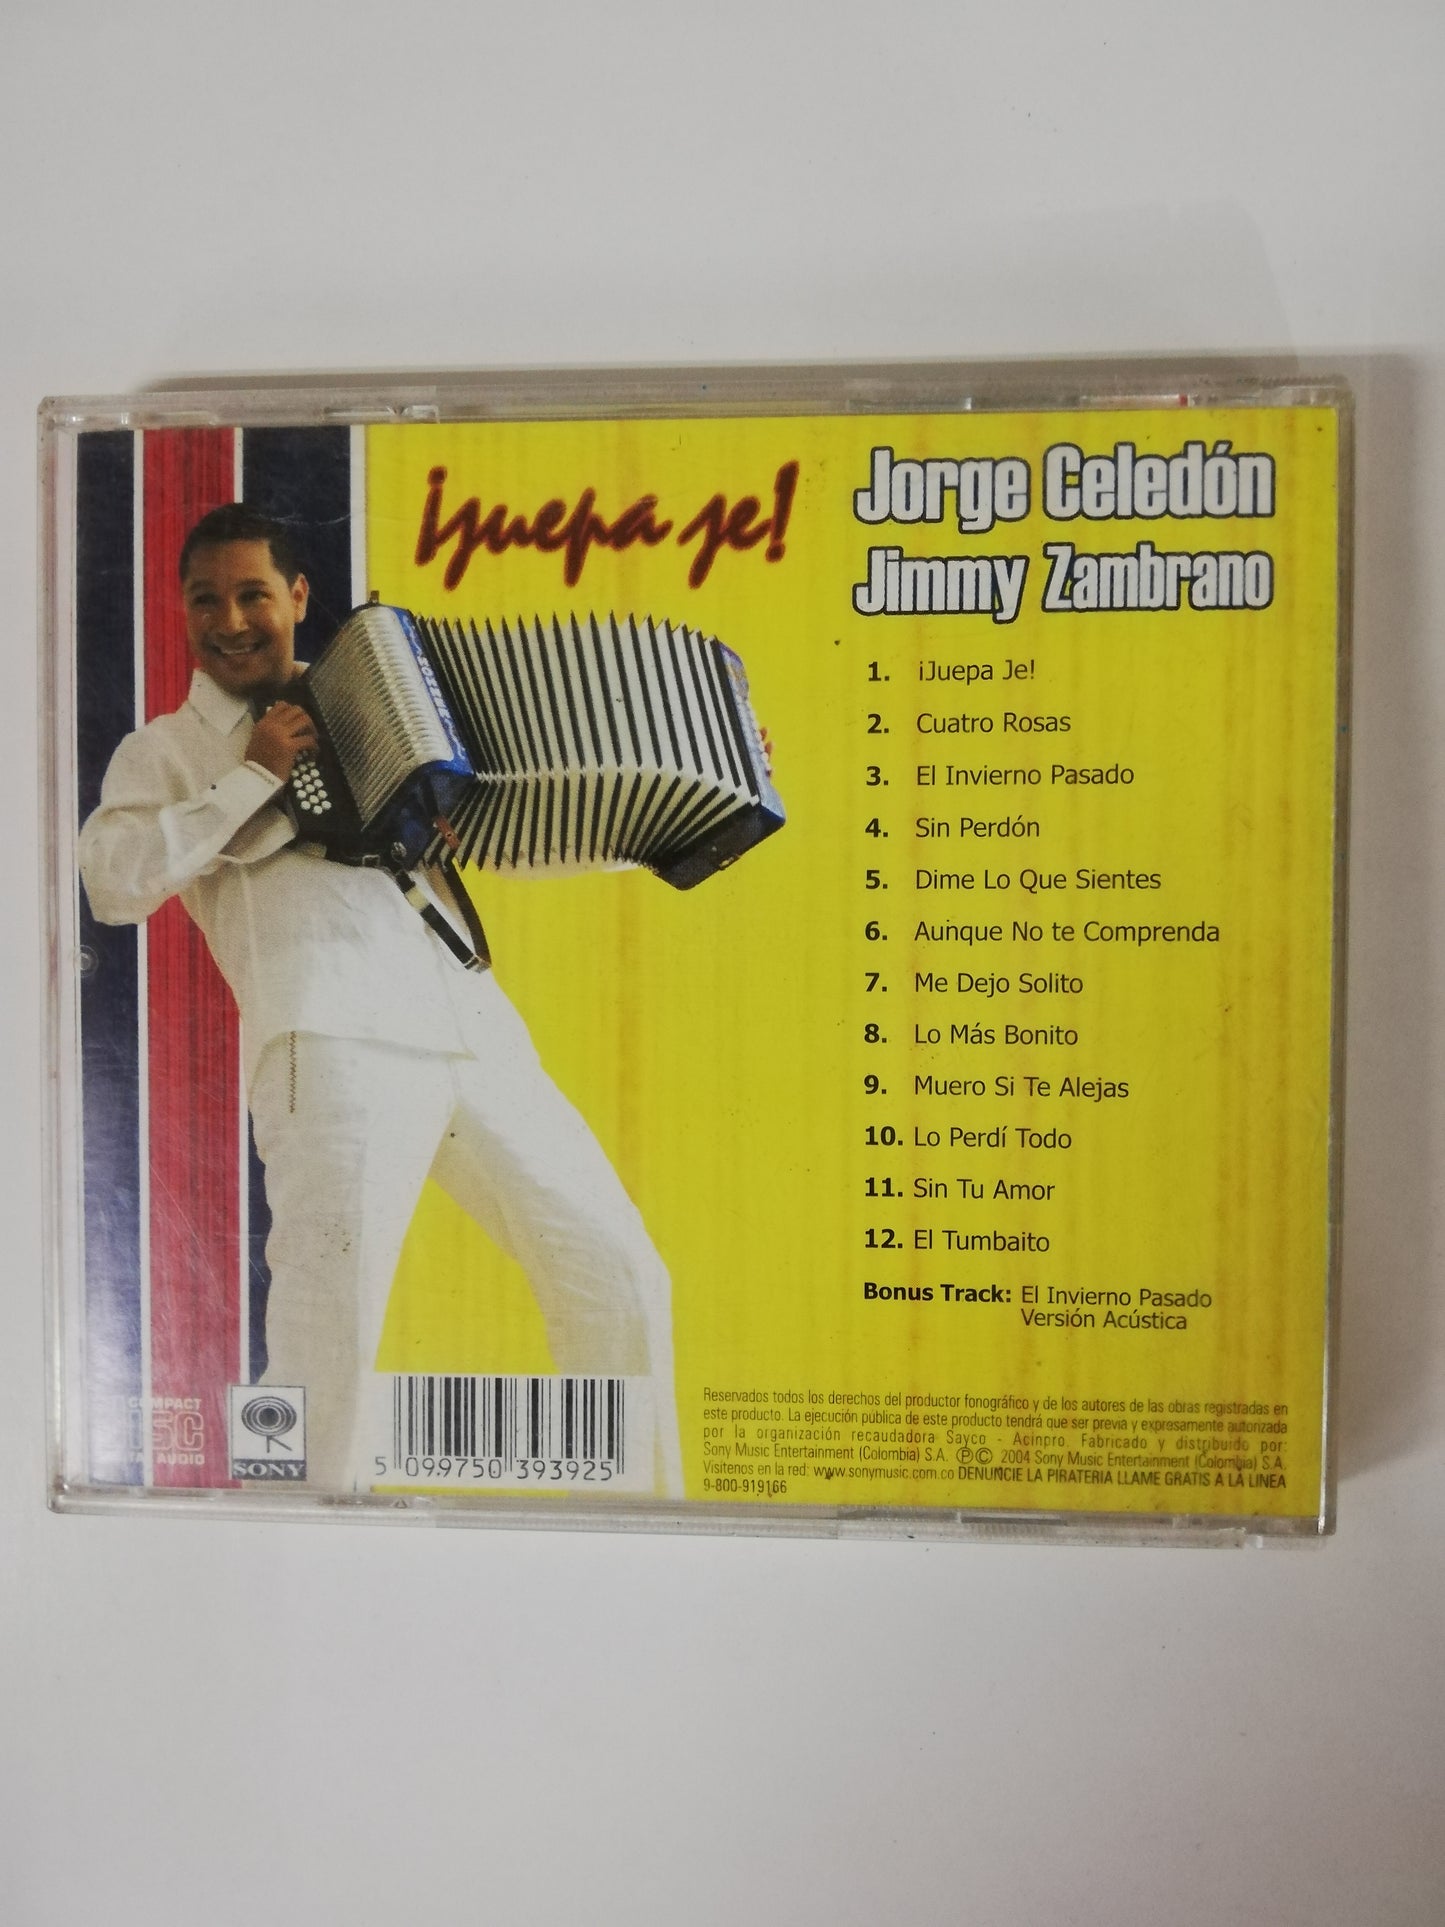 ¡juepa je!
Jorge Celedón
Jimmy Zambrano
HESSOS
1. ¡Juepa Je!
2. Cuatro Rosas
3. El Invierno Pasado
4. Sin Perdón
5. Dime Lo Que Sientes
6. Aunque No te Comprenda
7. Me Dejo Solito
8. Lo Más Bonito
9. Muero Si Te Alejas
10. Lo Perdí Todo
11. Sin Tu Amor
12. El Tumbaito
Bonus Track: El Invierno Pasado
Versión Acústica
COMPACT
DISC
AUDIO
SONY
5 099750 393925
Reservados todos los derechos del productor fonográfico y de los autores de las obras registradas en
este producto. La ejecución pública de este producto tendrá que ser previa y expresamente autorizada
por la organización recaudadora Sayco - Acinpro. Fabricado y distribuido por:
Sony Music Entertainment (Colombia) S.A. ℗© 2004 Sony Music Entertainment (Colombia) S.A.
Visítenos en la red: www.sonymusic.com.co DENUNCIE LA PIRATERIA LLAME GRATIS A LA LINEA
9-800-919166